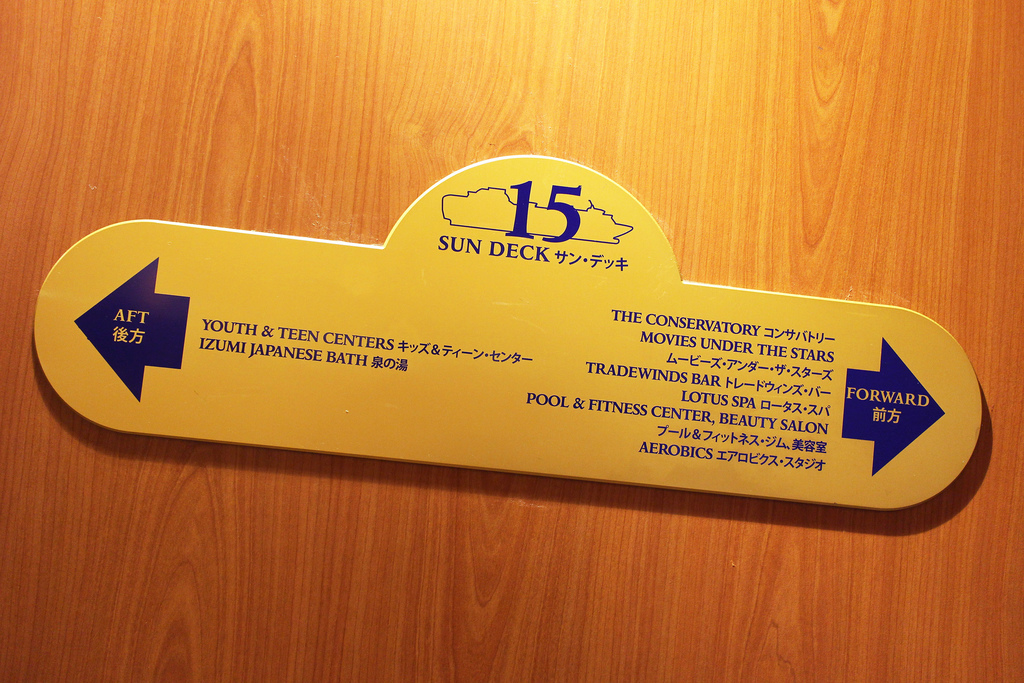 15
SUN DECK サン・デッキ
AFT
後方
YOUTH & TEEN CENTERS キッズ&ティーン・センター
IZUMI JAPANESE BATH 泉の湯
THE CONSERVATORY コンサバトリー
MOVIES UNDER THE STARS
ムービーズ・アンダー・ザ・スターズ
TRADEWINDS BAR トレードウィンズ・バー
LOTUS SPA ロータス・スパ
POOL & FITNESS CENTER, BEAUTY SALON
プール&フィットネス・ジム、美容室
AEROBICS エアロビクス・スタジオ
FORWARD
前方